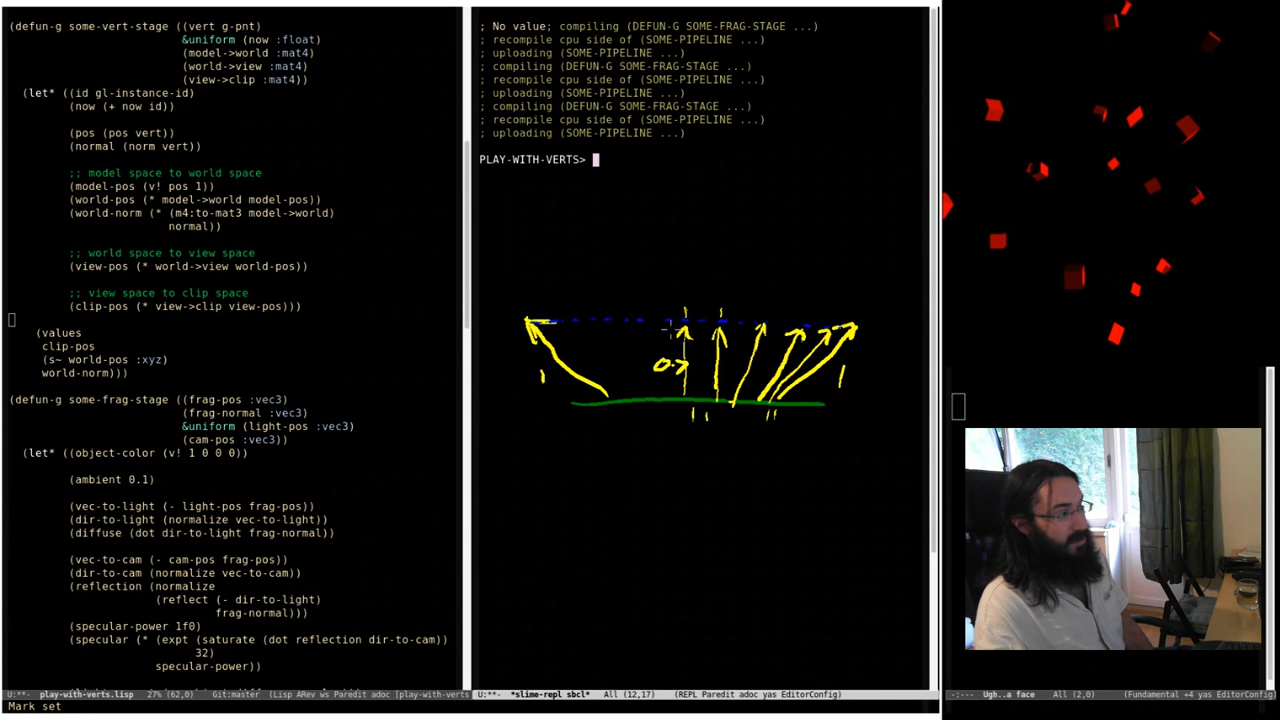 (defun-g some-vert-stage ((vert g-pnt)
&uniform (now :float)
(model->world :mat4)
(world->view :mat4)
(view->clip :mat4))
(let* ((id gl-instance-id)
(now (+ now id))
(pos (pos vert))
(normal (norm vert))
;; model space to world space
(model-pos (v! pos 1))
(world-pos (* model->world model-pos))
(world-norm (* (m4:to-mat3 model->world)
normal))
;; world space to view space
(view-pos (* world->view world-pos))
;; view space to clip space
(clip-pos (* view->clip view-pos)))
(values
clip-pos
(s~ world-pos :xyz)
world-norm)))
(defun-g some-frag-stage ((frag-pos :vec3)
(frag-normal :vec3)
&uniform (light-pos :vec3)
(cam-pos :vec3))
(let* ((object-color (v! 1 0 0 0))
(ambient 0.1)
(vec-to-light (- light-pos frag-pos))
(dir-to-light (normalize vec-to-light))
(diffuse (dot dir-to-light frag-normal))
(vec-to-cam (- cam-pos frag-pos))
(dir-to-cam (normalize vec-to-cam))
(reflection (normalize
(reflect (- dir-to-light)
frag-normal)))
(specular-power 1f0)
(specular (* (expt (saturate (dot reflection dir-to-cam))
32)
specular-power))
U:**- play-with-verts.lisp 27% (62,0) Git:master (Lisp ARev ws Paredit adoc [play-with-verts
Mark set
; No value; compiling (DEFUN-G SOME-FRAG-STAGE ...)
; recompile cpu side of (SOME-PIPELINE ...)
; uploading (SOME-PIPELINE ...)
; compiling (DEFUN-G SOME-FRAG-STAGE ...)
; recompile cpu side of (SOME-PIPELINE ...)
; uploading (SOME-PIPELINE ...)
; compiling (DEFUN-G SOME-FRAG-STAGE ...)
; recompile cpu side of (SOME-PIPELINE ...)
; uploading (SOME-PIPELINE ...)
PLAY-WITH-VERTS>
U:**- *slime-repl sbcl* All (12,17) (REPL Paredit adoc yas EditorConfig)
-:--- Ugh..a face All (2,0) (Fundamental +4 yas EditorConfig)